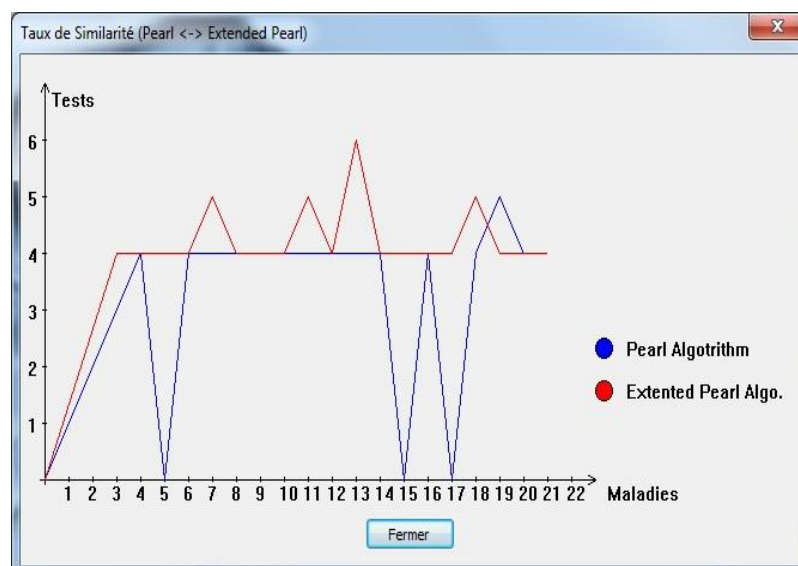 Taux de Similarité (Pearl <-> Extended Pearl)
x
Tests
6
5
4
3
2
1
Pearl Algotrithm
Extented Pearl Algo.
1 2 3 4 5 6 7 8 9 10 11 12 13 14 15 16 17 18 19 20 21 22 Maladies
Fermer